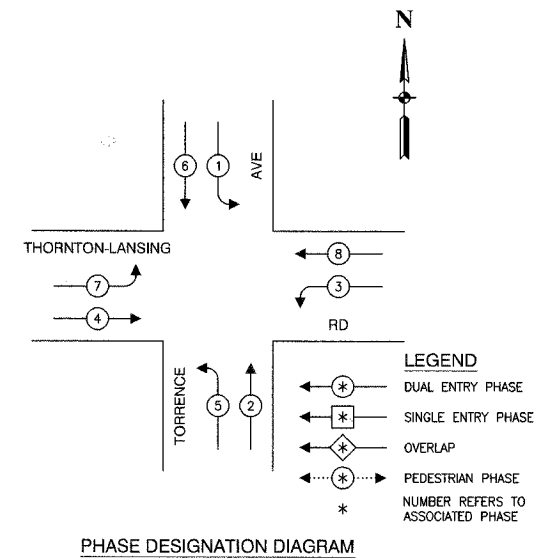 N
6
1
AVE
THORNTON-LANSING
7
4
8
3
RD
TORRENCE
5
2
LEGEND
* DUAL ENTRY PHASE
* SINGLE ENTRY PHASE
* OVERLAP
* PEDESTRIAN PHASE
* NUMBER REFERS TO
ASSOCIATED PHASE
PHASE DESIGNATION DIAGRAM